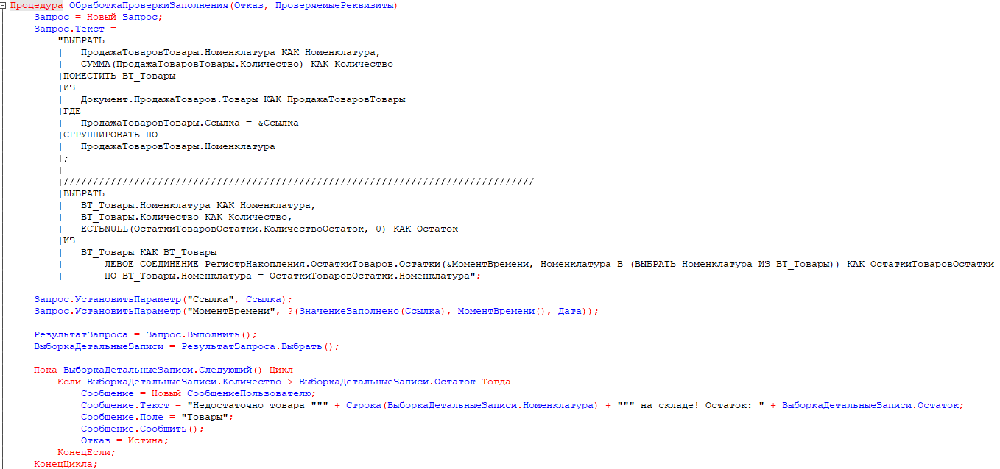 Процедура ОбработкаПроверкиЗаполнения(Отказ, ПроверяемыеРеквизиты)
Запрос = Новый Запрос;
Запрос.Текст =
"ВЫБРАТЬ
| ПродажаТоваровТовары.Номенклатура КАК Номенклатура,
| СУММА(ПродажаТоваровТовары.Количество) КАК Количество
|ПОМЕСТИТЬ ВТ_Товары
|ИЗ
| Документ.ПродажаТоваров.Товары КАК ПродажаТоваровТовары
|ГДЕ
| ПродажаТоваровТовары.Ссылка = &Ссылка
|СГРУППИРОВАТЬ ПО
| ПродажаТоваровТовары.Номенклатура
|;
|
|////////////////////////////////////////////////////////////////////////////////
|ВЫБРАТЬ
| ВТ_Товары.Номенклатура КАК Номенклатура,
| ВТ_Товары.Количество КАК Количество,
| ЕСТЬNULL(ОстаткиТоваровОстатки.КоличествоОстаток, 0) КАК Остаток
|ИЗ
| ВТ_Товары КАК ВТ_Товары
| ЛЕВОЕ СОЕДИНЕНИЕ РегистрНакопления.ОстаткиТоваров.Остатки(&МоментВремени, Номенклатура В (ВЫБРАТЬ Номенклатура ИЗ ВТ_Товары)) КАК ОстаткиТоваровОстатки
| ПО ВТ_Товары.Номенклатура = ОстаткиТоваровОстатки.Номенклатура";
Запрос.УстановитьПараметр("Ссылка", Ссылка);
Запрос.УстановитьПараметр("МоментВремени", ?(ЗначениеЗаполнено(Ссылка), МоментВремени(), Дата));
РезультатЗапроса = Запрос.Выполнить();
ВыборкаДетальныеЗаписи = РезультатЗапроса.Выбрать();
Пока ВыборкаДетальныеЗаписи.Следующий() Цикл
Если ВыборкаДетальныеЗаписи.Количество > ВыборкаДетальныеЗаписи.Остаток Тогда
Сообщение = Новый СообщениеПользователю;
Сообщение.Текст = "Недостаточно товара """ + Строка(ВыборкаДетальныеЗаписи.Номенклатура) + """ на складе! Остаток: " + ВыборкаДетальныеЗаписи.Остаток;
Сообщение.Поле = "Товары";
Сообщение.Сообщить();
Отказ = Истина;
КонецЕсли;
КонецЦикла;